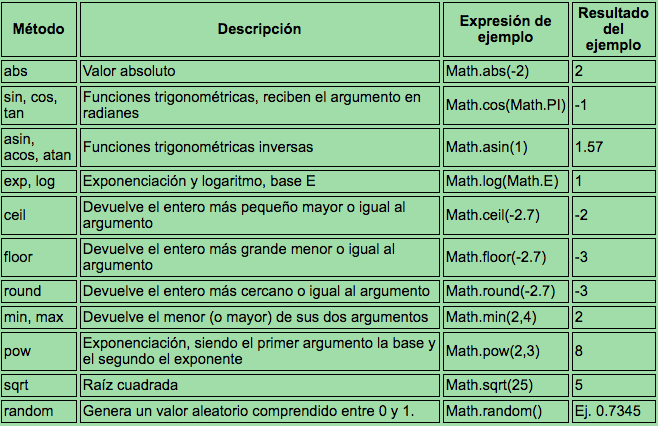 Método Descripción Expresión de ejemplo Resultado del ejemplo
abs Valor absoluto Math.abs(-2) 2
sin, cos, tan Funciones trigonométricas, reciben el argumento en radianes Math.cos(Math.PI) -1
asin, acos, atan Funciones trigonométricas inversas Math.asin(1) 1.57
exp, log Exponenciación y logaritmo, base E Math.log(Math.E) 1
ceil Devuelve el entero más pequeño mayor o igual al argumento Math.ceil(-2.7) -2
floor Devuelve el entero más grande menor o igual al argumento Math.floor(-2.7) -3
round Devuelve el entero más cercano o igual al argumento Math.round(-2.7) -3
min, max Devuelve el menor (o mayor) de sus dos argumentos Math.min(2,4) 2
pow Exponenciación, siendo el primer argumento la base y el segundo el exponente Math.pow(2,3) 8
sqrt Raíz cuadrada Math.sqrt(25) 5
random Genera un valor aleatorio comprendido entre 0 y 1. Math.random() Ej. 0.7345